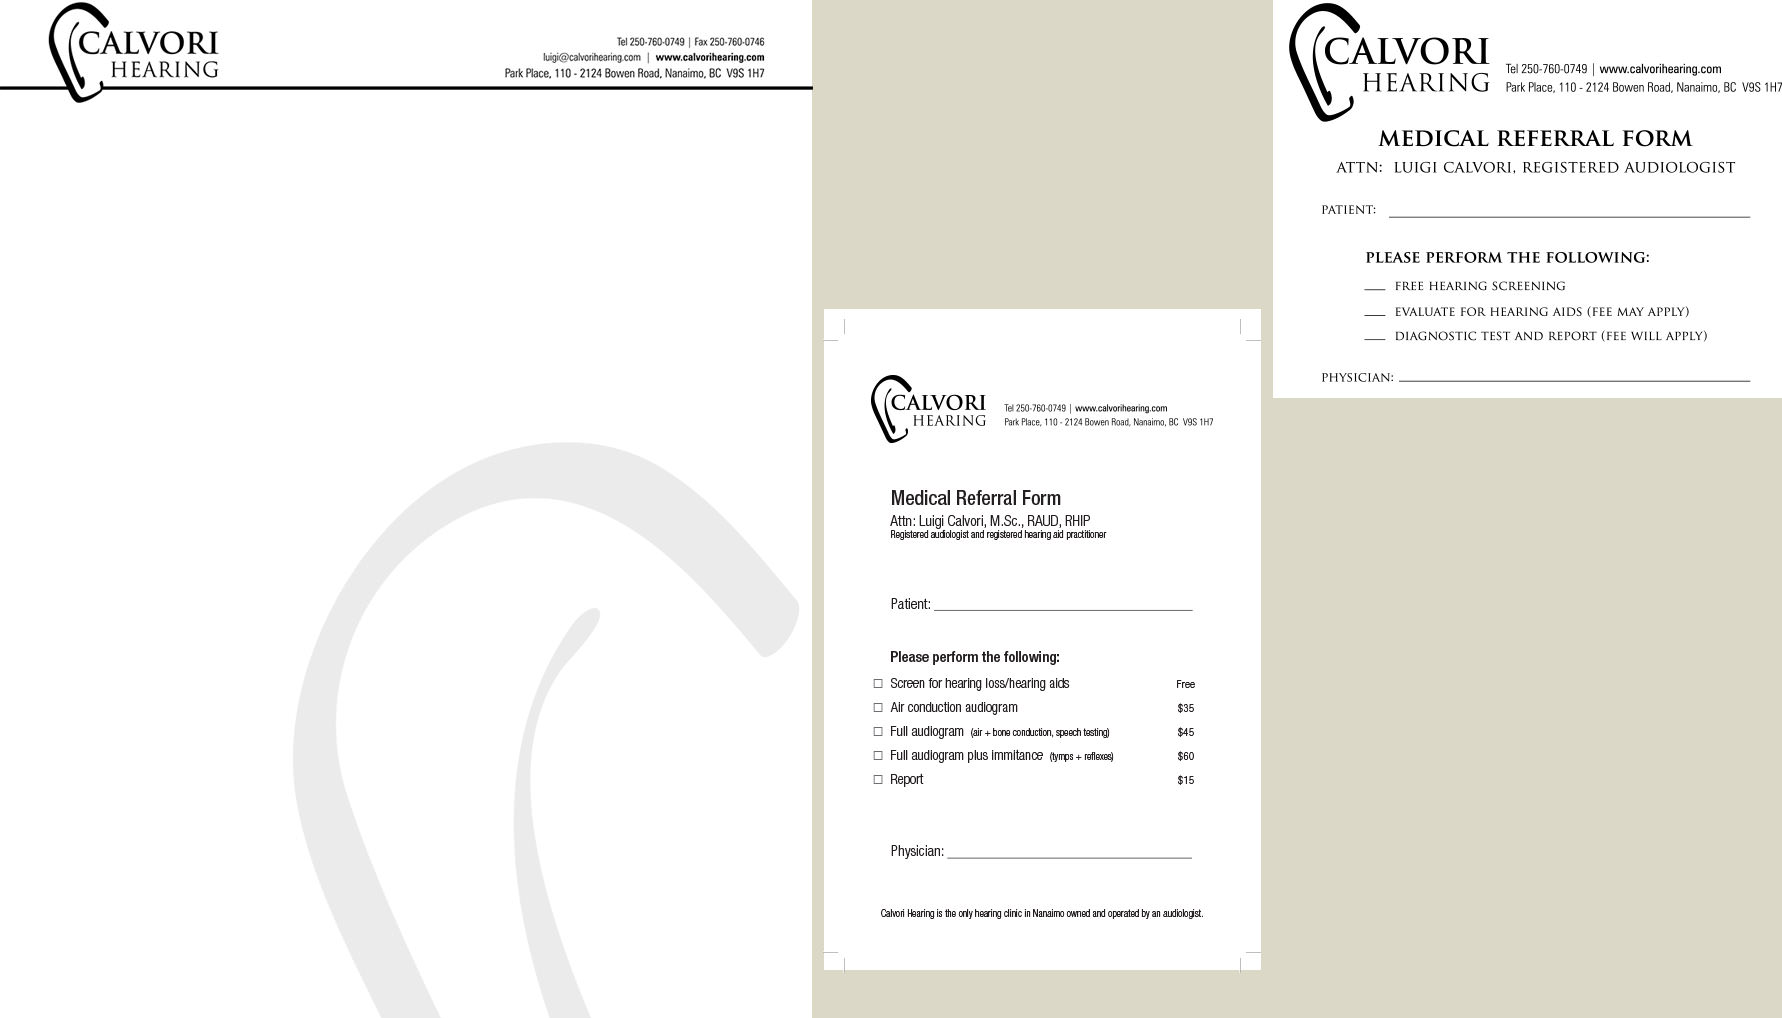 CALVORI
HEARING
Tel 250-760-0749 | Fax 250-760-0746
luigi@calvorihearing.com | www.calvorihearing.com
Park Place, 110 - 2124 Bowen Road, Nanaimo, BC V9S 1H7
CALVORI
HEARING
Tel 250-760-0749 | www.calvorihearing.com
Park Place, 110 - 2124 Bowen Road, Nanaimo, BC V9S 1H7
Medical Referral Form
Attn: Luigi Calvori, M.Sc., RAUD, RHIP
Registered audiologist and registered hearing aid practitioner
Patient:
Please perform the following:
Screen for hearing loss/hearing aids Free
Air conduction audiogram $35
Full audiogram (air + bone conduction, speech testing) $45
Full audiogram plus immitance (tymps + reflexes) $60
Report $15
Physician:
Calvori Hearing is the only hearing clinic in Nanaimo owned and operated by an audiologist.
CALVORI
HEARING
Tel 250-760-0749 | www.calvorihearing.com
Park Place, 110 - 2124 Bowen Road, Nanaimo, BC V9S 1H7
MEDICAL REFERRAL FORM
ATTN: LUIGI CALVORI, REGISTERED AUDIOLOGIST
PATIENT:
PLEASE PERFORM THE FOLLOWING:
FREE HEARING SCREENING
EVALUATE FOR HEARING AIDS (FEE MAY APPLY)
DIAGNOSTIC TEST AND REPORT (FEE WILL APPLY)
PHYSICIAN: